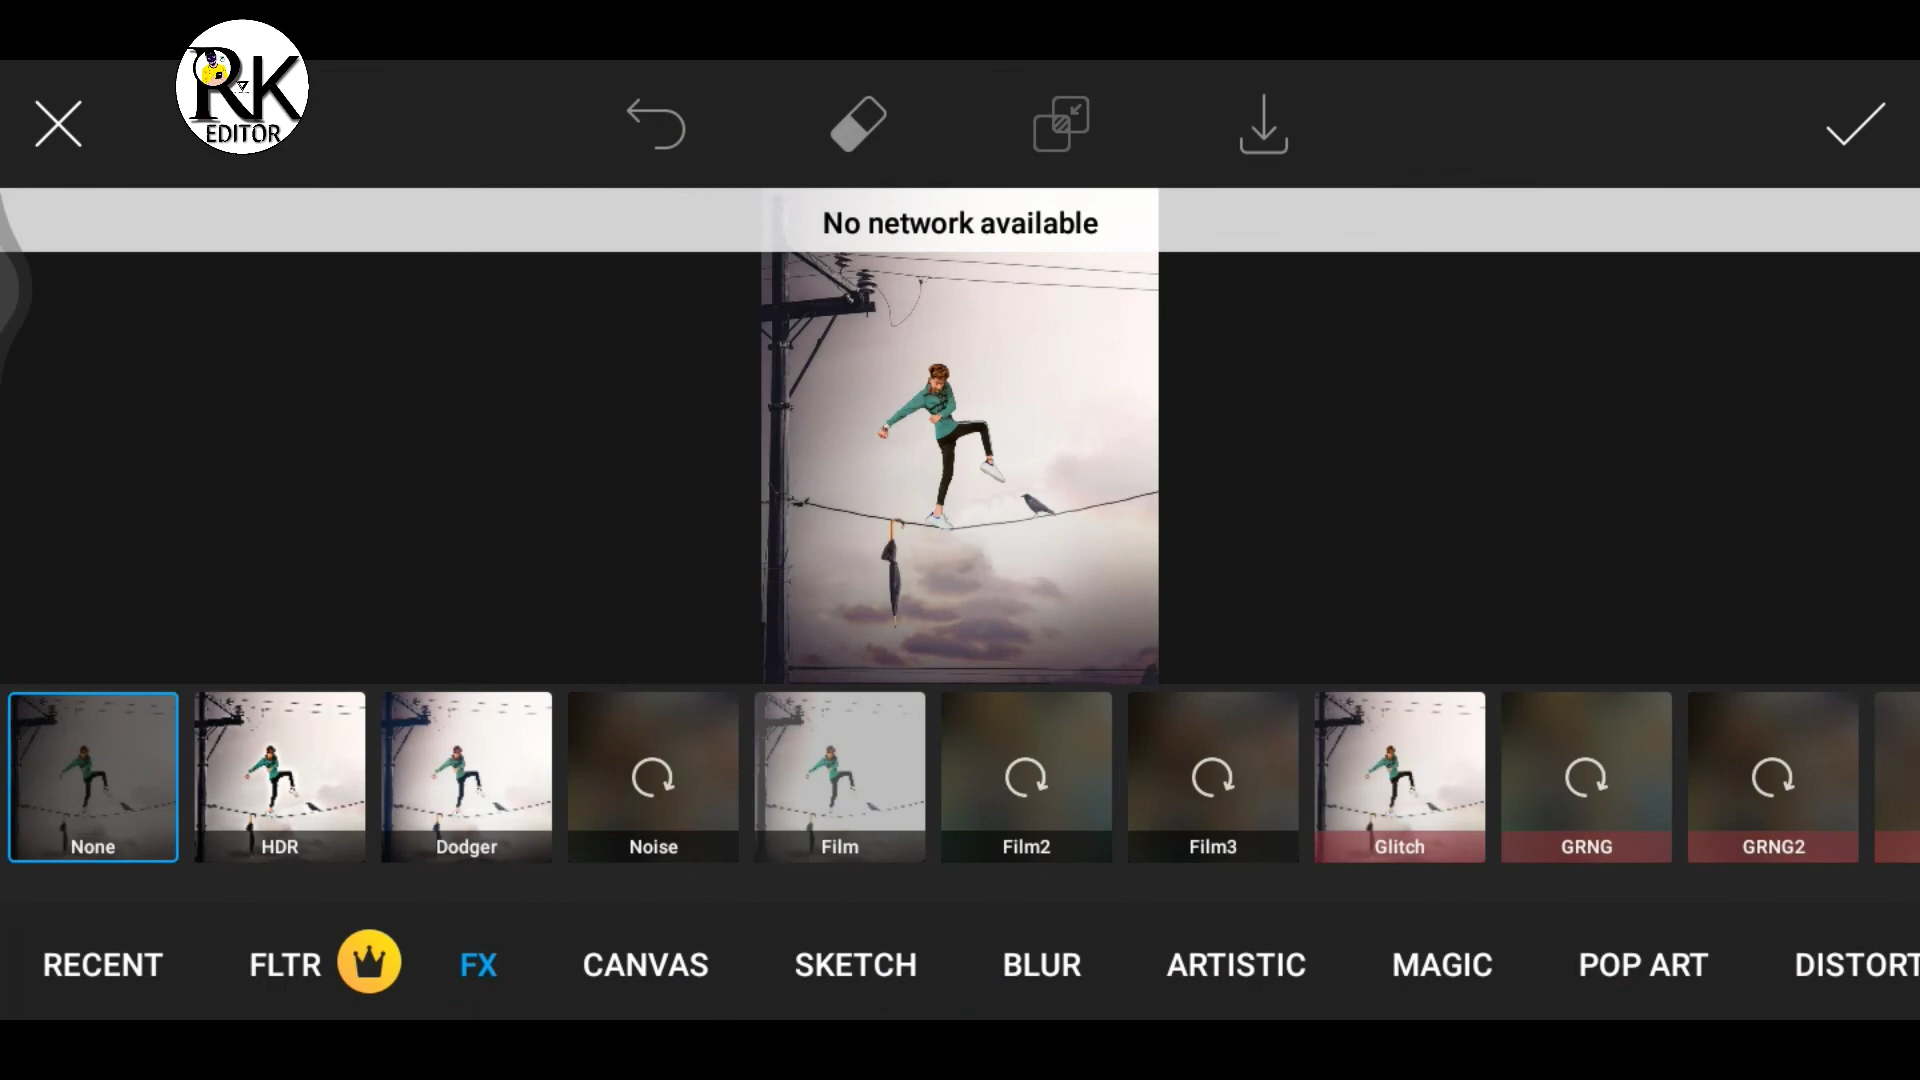 RK
EDITOR
No network available
None
HDR
Dodger
Noise
Film
Film2
Film3
Glitch
GRNG
GRNG2
RECENT
FLTR
FX
CANVAS
SKETCH
BLUR
ARTISTIC
MAGIC
POP ART
DISTORT